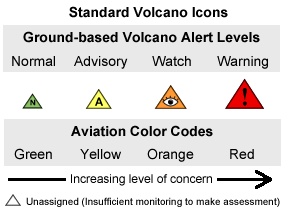 Standard Volcano Icons
Ground-based Volcano Alert Levels
Normal Advisory Watch Warning
N A !
Aviation Color Codes
Green Yellow Orange Red
Increasing level of concern
Unassigned (Insufficient monitoring to make assessment)